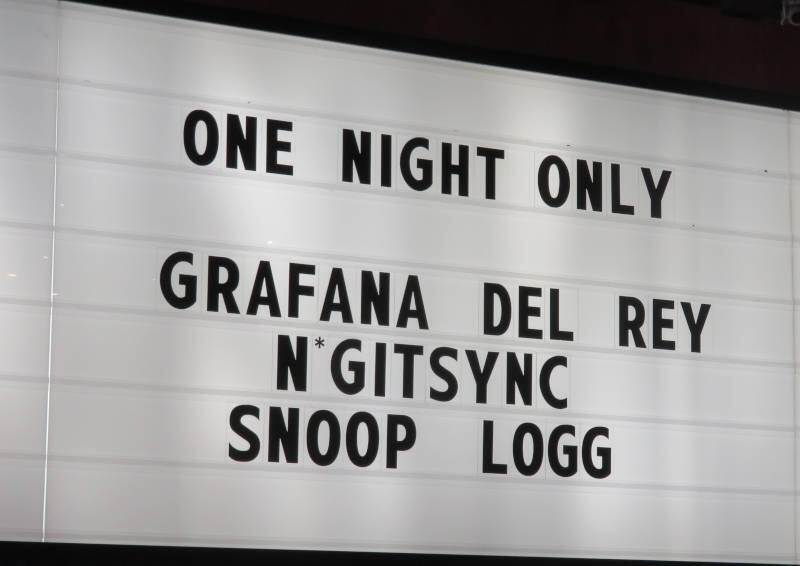 ONE NIGHT ONLY
GRAFANA DEL REY
N*GITSYNC
SNOOP LOGG